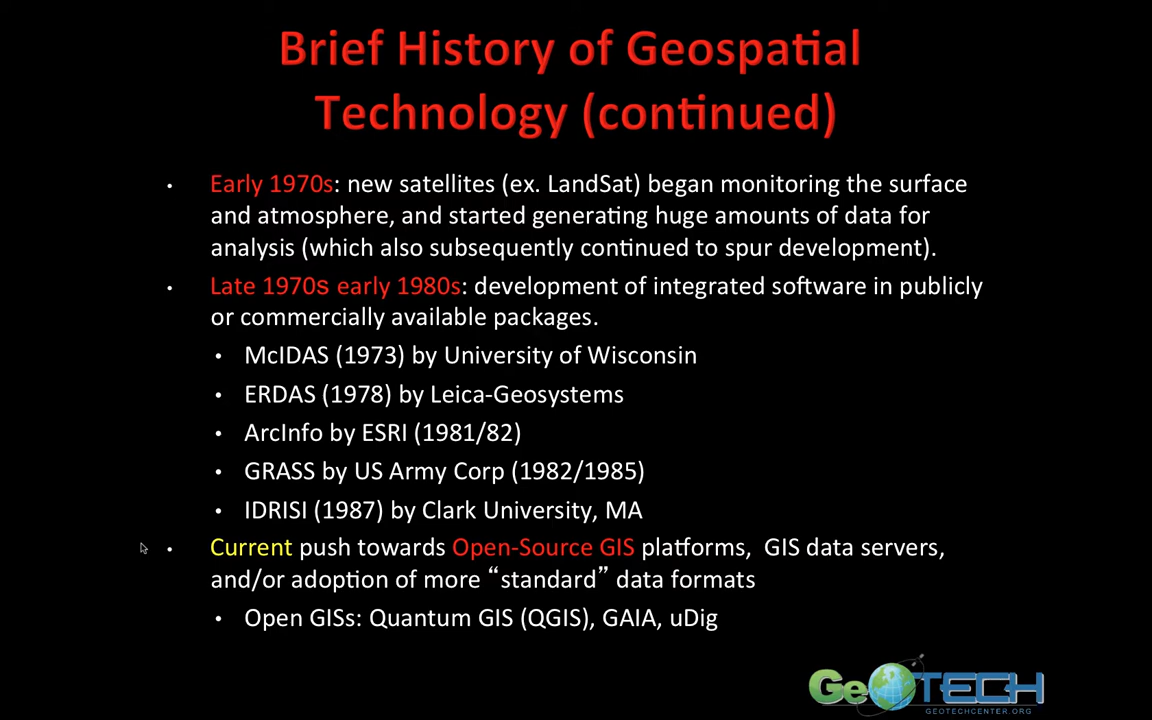 Brief History of Geospatial
Technology (continued)
• Early 1970s: new satellites (ex. LandSat) began monitoring the surface
and atmosphere, and started generating huge amounts of data for
analysis (which also subsequently continued to spur development).
• Late 1970s early 1980s: development of integrated software in publicly
or commercially available packages.
• McIDAS (1973) by University of Wisconsin
• ERDAS (1978) by Leica-Geosystems
• ArcInfo by ESRI (1981/82)
• GRASS by US Army Corp (1982/1985)
• IDRISI (1987) by Clark University, MA
• Current push towards Open-Source GIS platforms, GIS data servers,
and/or adoption of more “standard” data formats
• Open GISs: Quantum GIS (QGIS), GAIA, uDig
GeoTECH
GEOTECHCENTER.ORG